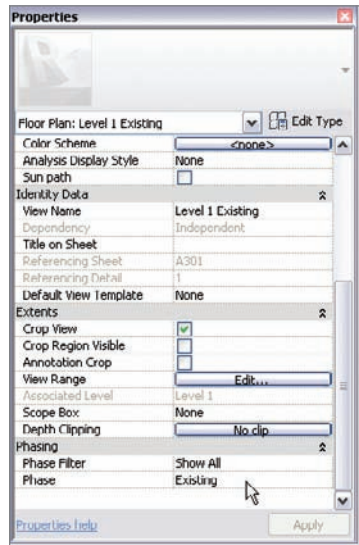 Properties
Floor Plan: Level 1 Existing Edit Type
Color Scheme <none>
Analysis Display Style None
Sun path
Identity Data
View Name Level 1 Existing
Dependency Independent
Title on Sheet
Referencing Sheet A301
Referencing Detail 1
Default View Template None
Extents
Crop View
Crop Region Visible
Annotation Crop
View Range Edit...
Associated Level Level 1
Scope Box None
Depth Clipping No clip
Phasing
Phase Filter Show All
Phase Existing
Properties help Apply